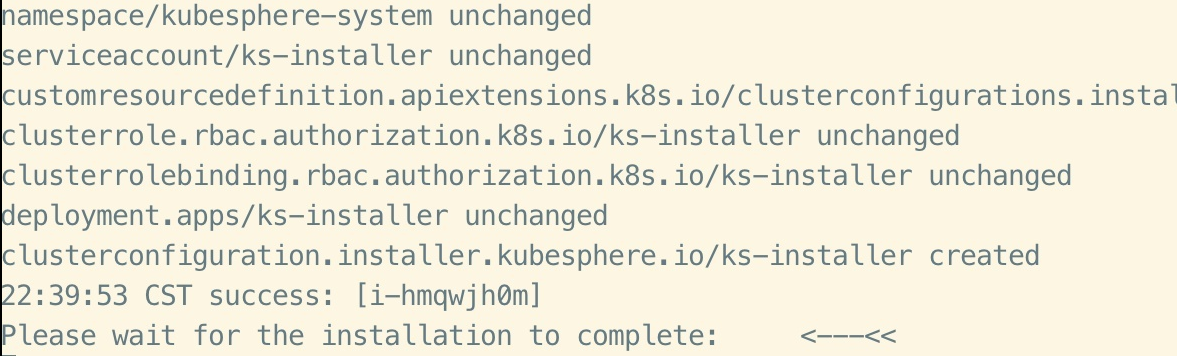 namespace/kubesphere-system unchanged
serviceaccount/ks-installer unchanged
customresourcedefinition.apiextensions.k8s.io/clusterconfigurations.instal
clusterrole.rbac.authorization.k8s.io/ks-installer unchanged
clusterrolebinding.rbac.authorization.k8s.io/ks-installer unchanged
deployment.apps/ks-installer unchanged
clusterconfiguration.installer.kubesphere.io/ks-installer created
22:39:53 CST success: [i-hmqwjh0m]
Please wait for the installation to complete:     <---<<